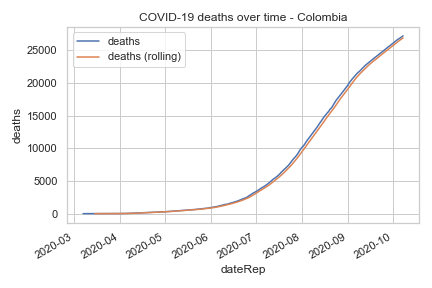 COVID-19 deaths over time - Colombia
deaths
deaths (rolling)
deaths
25000
20000
15000
10000
5000
0
2020-03
2020-04
2020-05
2020-06
2020-07
2020-08
2020-09
2020-10
dateRep